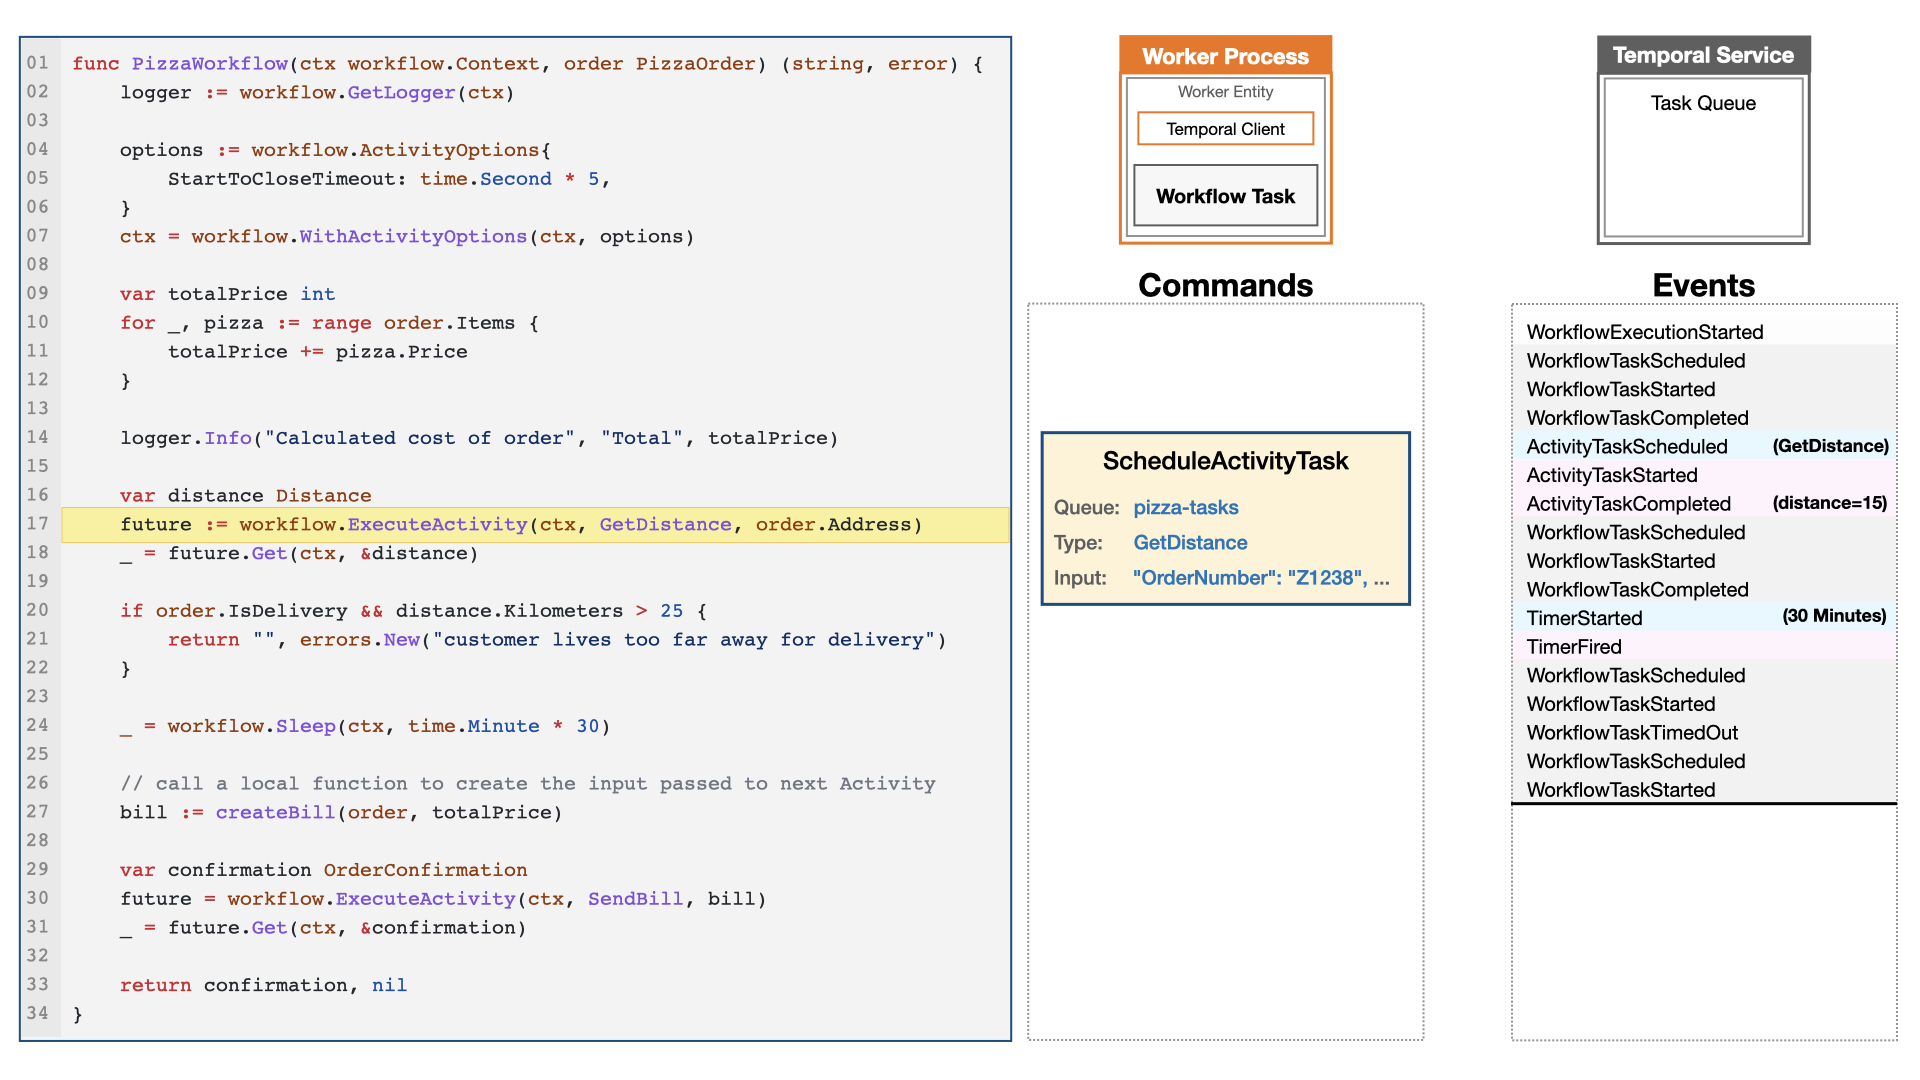 01 func PizzaWorkflow(ctx workflow.Context, order PizzaOrder) (string, error) {
02     logger := workflow.GetLogger(ctx)
03
04     options := workflow.ActivityOptions{
05         StartToCloseTimeout: time.Second * 5,
06     }
07     ctx = workflow.WithActivityOptions(ctx, options)
08
09     var totalPrice int
10     for _, pizza := range order.Items {
11         totalPrice += pizza.Price
12     }
13
14     logger.Info("Calculated cost of order", "Total", totalPrice)
15
16     var distance Distance
17     future := workflow.ExecuteActivity(ctx, GetDistance, order.Address)
18     _ = future.Get(ctx, &distance)
19
20     if order.IsDelivery && distance.Kilometers > 25 {
21         return "", errors.New("customer lives too far away for delivery")
22     }
23
24     _ = workflow.Sleep(ctx, time.Minute * 30)
25
26     // call a local function to create the input passed to next Activity
27     bill := createBill(order, totalPrice)
28
29     var confirmation OrderConfirmation
30     future = workflow.ExecuteActivity(ctx, SendBill, bill)
31     _ = future.Get(ctx, &confirmation)
32
33     return confirmation, nil
34 }
Worker Process
Worker Entity
Temporal Client
Workflow Task
Commands
ScheduleActivityTask
Queue: pizza-tasks
Type: GetDistance
Input: "OrderNumber": "Z1238", ...
Temporal Service
Task Queue
Events
WorkflowExecutionStarted
WorkflowTaskScheduled
WorkflowTaskStarted
WorkflowTaskCompleted
ActivityTaskScheduled (GetDistance)
ActivityTaskStarted
ActivityTaskCompleted (distance=15)
WorkflowTaskScheduled
WorkflowTaskStarted
WorkflowTaskCompleted
TimerStarted (30 Minutes)
TimerFired
WorkflowTaskScheduled
WorkflowTaskStarted
WorkflowTaskTimedOut
WorkflowTaskScheduled
WorkflowTaskStarted